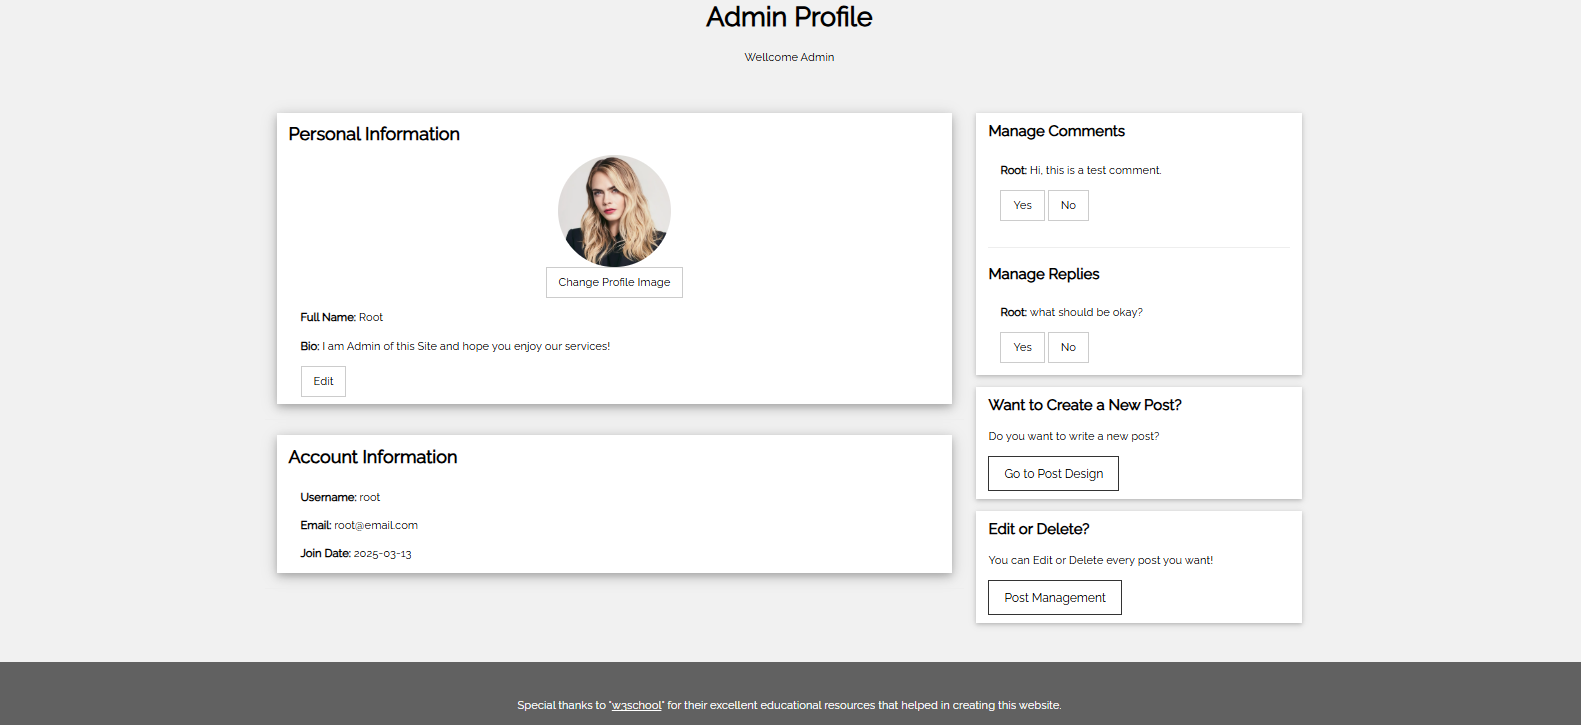 Admin Profile
Wellcome Admin
Personal Information
Change Profile Image
Full Name: Root
Bio: I am Admin of this Site and hope you enjoy our services!
Edit
Account Information
Username: root
Email: root@email.com
Join Date: 2025-03-13
Manage Comments
Root: Hi, this is a test comment.
Yes No
Manage Replies
Root: what should be okay?
Yes No
Want to Create a New Post?
Do you want to write a new post?
Go to Post Design
Edit or Delete?
You can Edit or Delete every post you want!
Post Management
Special thanks to "w3school" for their excellent educational resources that helped in creating this website.